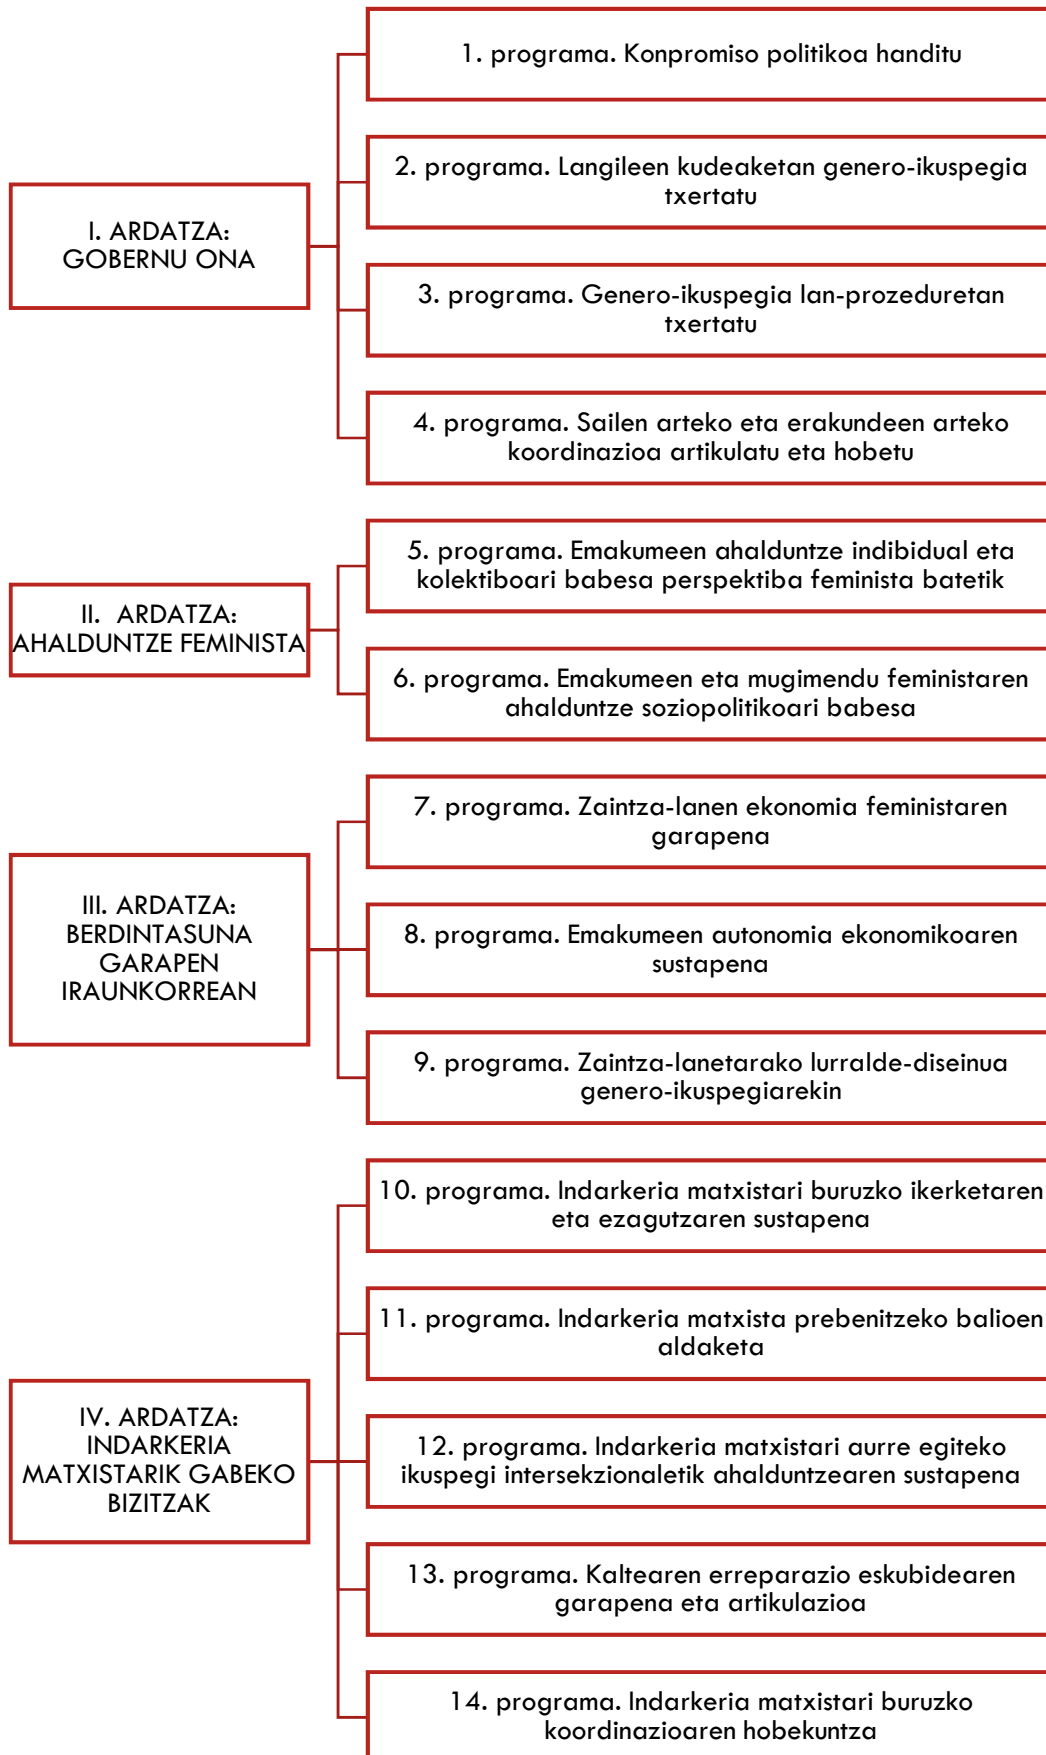 I. ARDATZA:
GOBERNU ONA
1. programa. Konpromiso politikoa handitu
2. programa. Langileen kudeaketan genero-ikuspegia
txertatu
3. programa. Genero-ikuspegia lan-prozeduretan
txertatu
4. programa. Sailen arteko eta erakundeen arteko
koordinazioa artikulatu eta hobetu
II. ARDATZA:
AHALDUNTZE FEMINISTA
5. programa. Emakumeen ahalduntze indibidual eta
kolektiboari babesa perspektiba feminista batetik
6. programa. Emakumeen eta mugimendu feministaren
ahalduntze soziopolitikoari babesa
III. ARDATZA:
BERDINTASUNA
GARAPEN
IRAUNKORREAN
7. programa. Zaintza-lanen ekonomia feministaren
garapena
8. programa. Emakumeen autonomia ekonomikoaren
sustapena
9. programa. Zaintza-lanetarako lurralde-diseinua
genero-ikuspegiarekin
IV. ARDATZA:
INDARKERIA
MATXISTARIK GABEKO
BIZITZAK
10. programa. Indarkeria matxistari buruzko ikerketaren
eta ezagutzaren sustapena
11. programa. Indarkeria matxista prebenitzeko balioen
aldaketa
12. programa. Indarkeria matxistari aurre egiteko
ikuspegi intersekzionaletik ahalduntzearen sustapena
13. programa. Kaltearen erreparazio eskubidearen
garapena eta artikulazioa
14. programa. Indarkeria matxistari buruzko
koordinazioaren hobekuntza